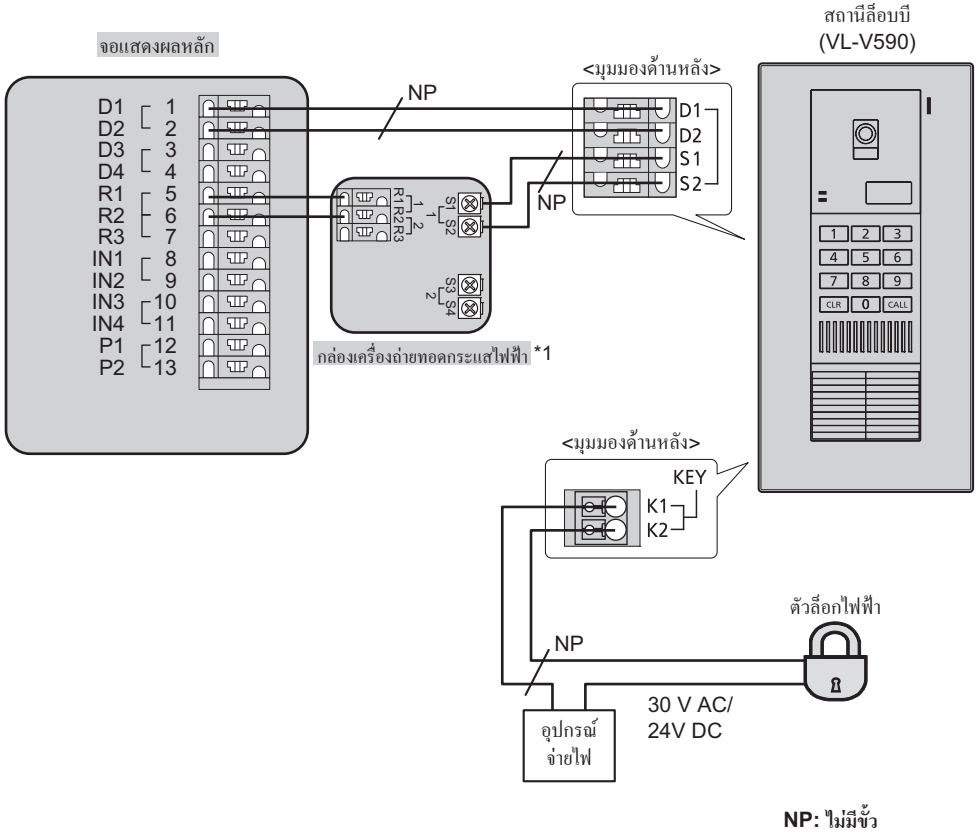 สถานีล็อบบี
(VL-V590)
จอแสดงผลหลัก
<มุมมองด้านหลัง>
NP
D1 1
D2 2
D3 3
D4 4
R1 5
R2 6
R3 7
IN1 8
IN2 9
IN3 10
IN4 11
P1 12
P2 13
D1
D2
S1
S2
NP
R1 R2 R3
1 2
1
S1
S2
2
S3
S4
กล่องเครื่องถ่ายทอดกระแสไฟฟ้า *1
1 2 3
4 5 6
7 8 9
CLR 0 CALL
<มุมมองด้านหลัง>
KEY
K1
K2
ตัวล็อกไฟฟ้า
NP
30 V AC/
24V DC
อุปกรณ์
จ่ายไฟ
NP: ไม่มีขั้ว